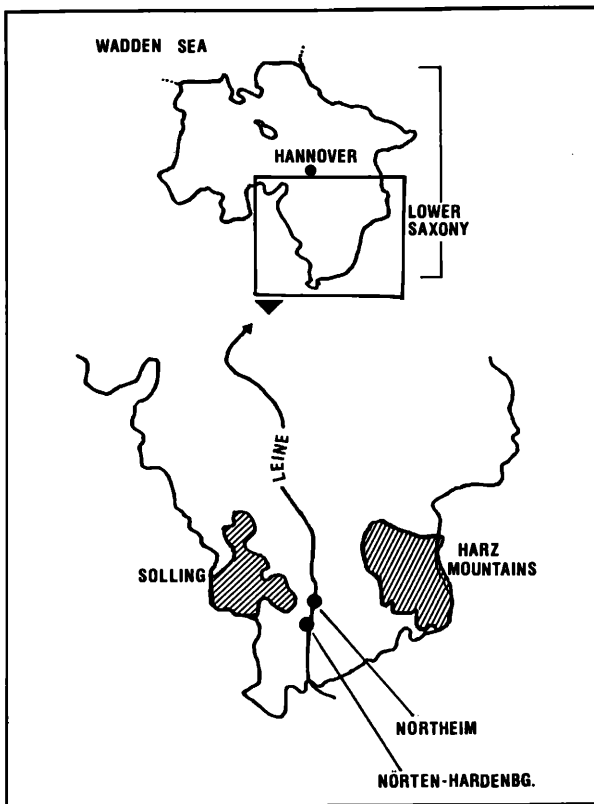 WADDEN SEA
HANNOVER
LOWER
SAXONY
LEINE
SOLLING
HARZ
MOUNTAINS
NORTHEIM
NÖRTEN-HARDENBG.